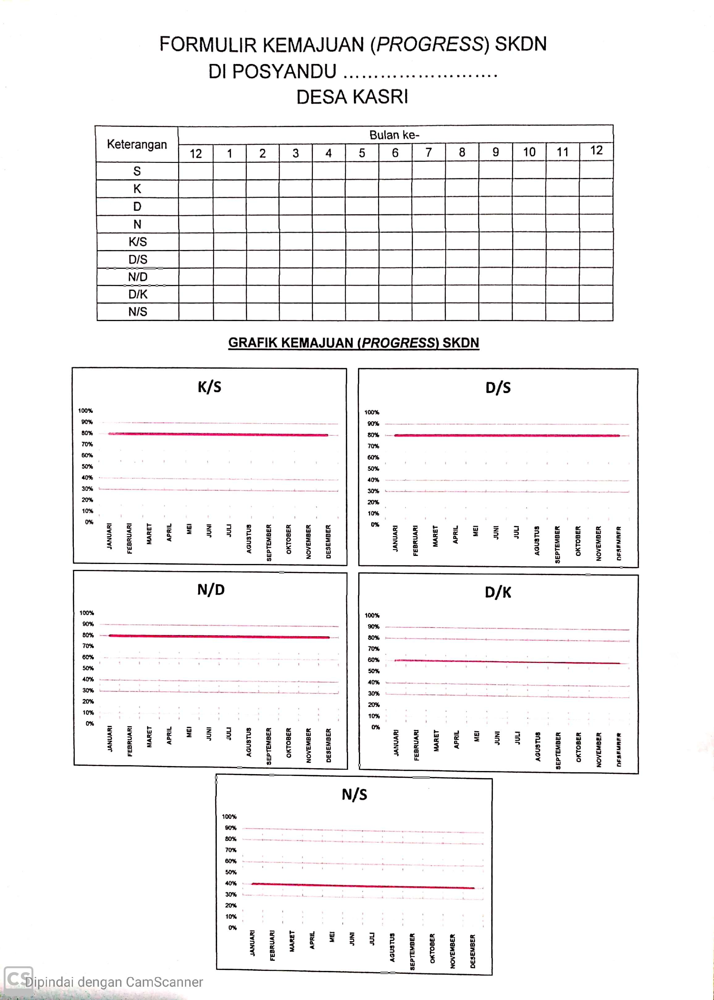 FORMULIR KEMAJUAN (PROGRESS) SKDN
DI POSYANDU .........................
DESA KASRI
Keterangan
Bulan ke-
12 1 2 3 4 5 6 7 8 9 10 11 12
S
K
D
N
K/S
D/S
N/D
D/K
N/S
GRAFIK KEMAJUAN (PROGRESS) SKDN
K/S
100%
90%
80%
70%
60%
50%
40%
30%
20%
10%
0%
JANUARI
FEBRUARI
MARET
APRIL
MEI
JUNI
JULI
AGUSTUS
SEPTEMBER
OKTOBER
NOVEMBER
DESEMBER
D/S
100%
90%
80%
70%
60%
50%
40%
30%
20%
10%
0%
JANUARI
FEBRUARI
MARET
APRIL
MEI
JUNI
JULI
AGUSTUS
SEPTEMBER
OKTOBER
NOVEMBER
DESEMBER
N/D
100%
90%
80%
70%
60%
50%
40%
30%
20%
10%
0%
JANUARI
FEBRUARI
MARET
APRIL
MEI
JUNI
JULI
AGUSTUS
SEPTEMBER
OKTOBER
NOVEMBER
DESEMBER
D/K
100%
90%
80%
70%
60%
50%
40%
30%
20%
10%
0%
JANUARI
FEBRUARI
MARET
APRIL
MEI
JUNI
JULI
AGUSTUS
SEPTEMBER
OKTOBER
NOVEMBER
DESEMBER
N/S
100%
90%
80%
70%
60%
50%
40%
30%
20%
10%
0%
JANUARI
FEBRUARI
MARET
APRIL
MEI
JUNI
JULI
AGUSTUS
SEPTEMBER
OKTOBER
NOVEMBER
DESEMBER
CS Dipindai dengan CamScanner